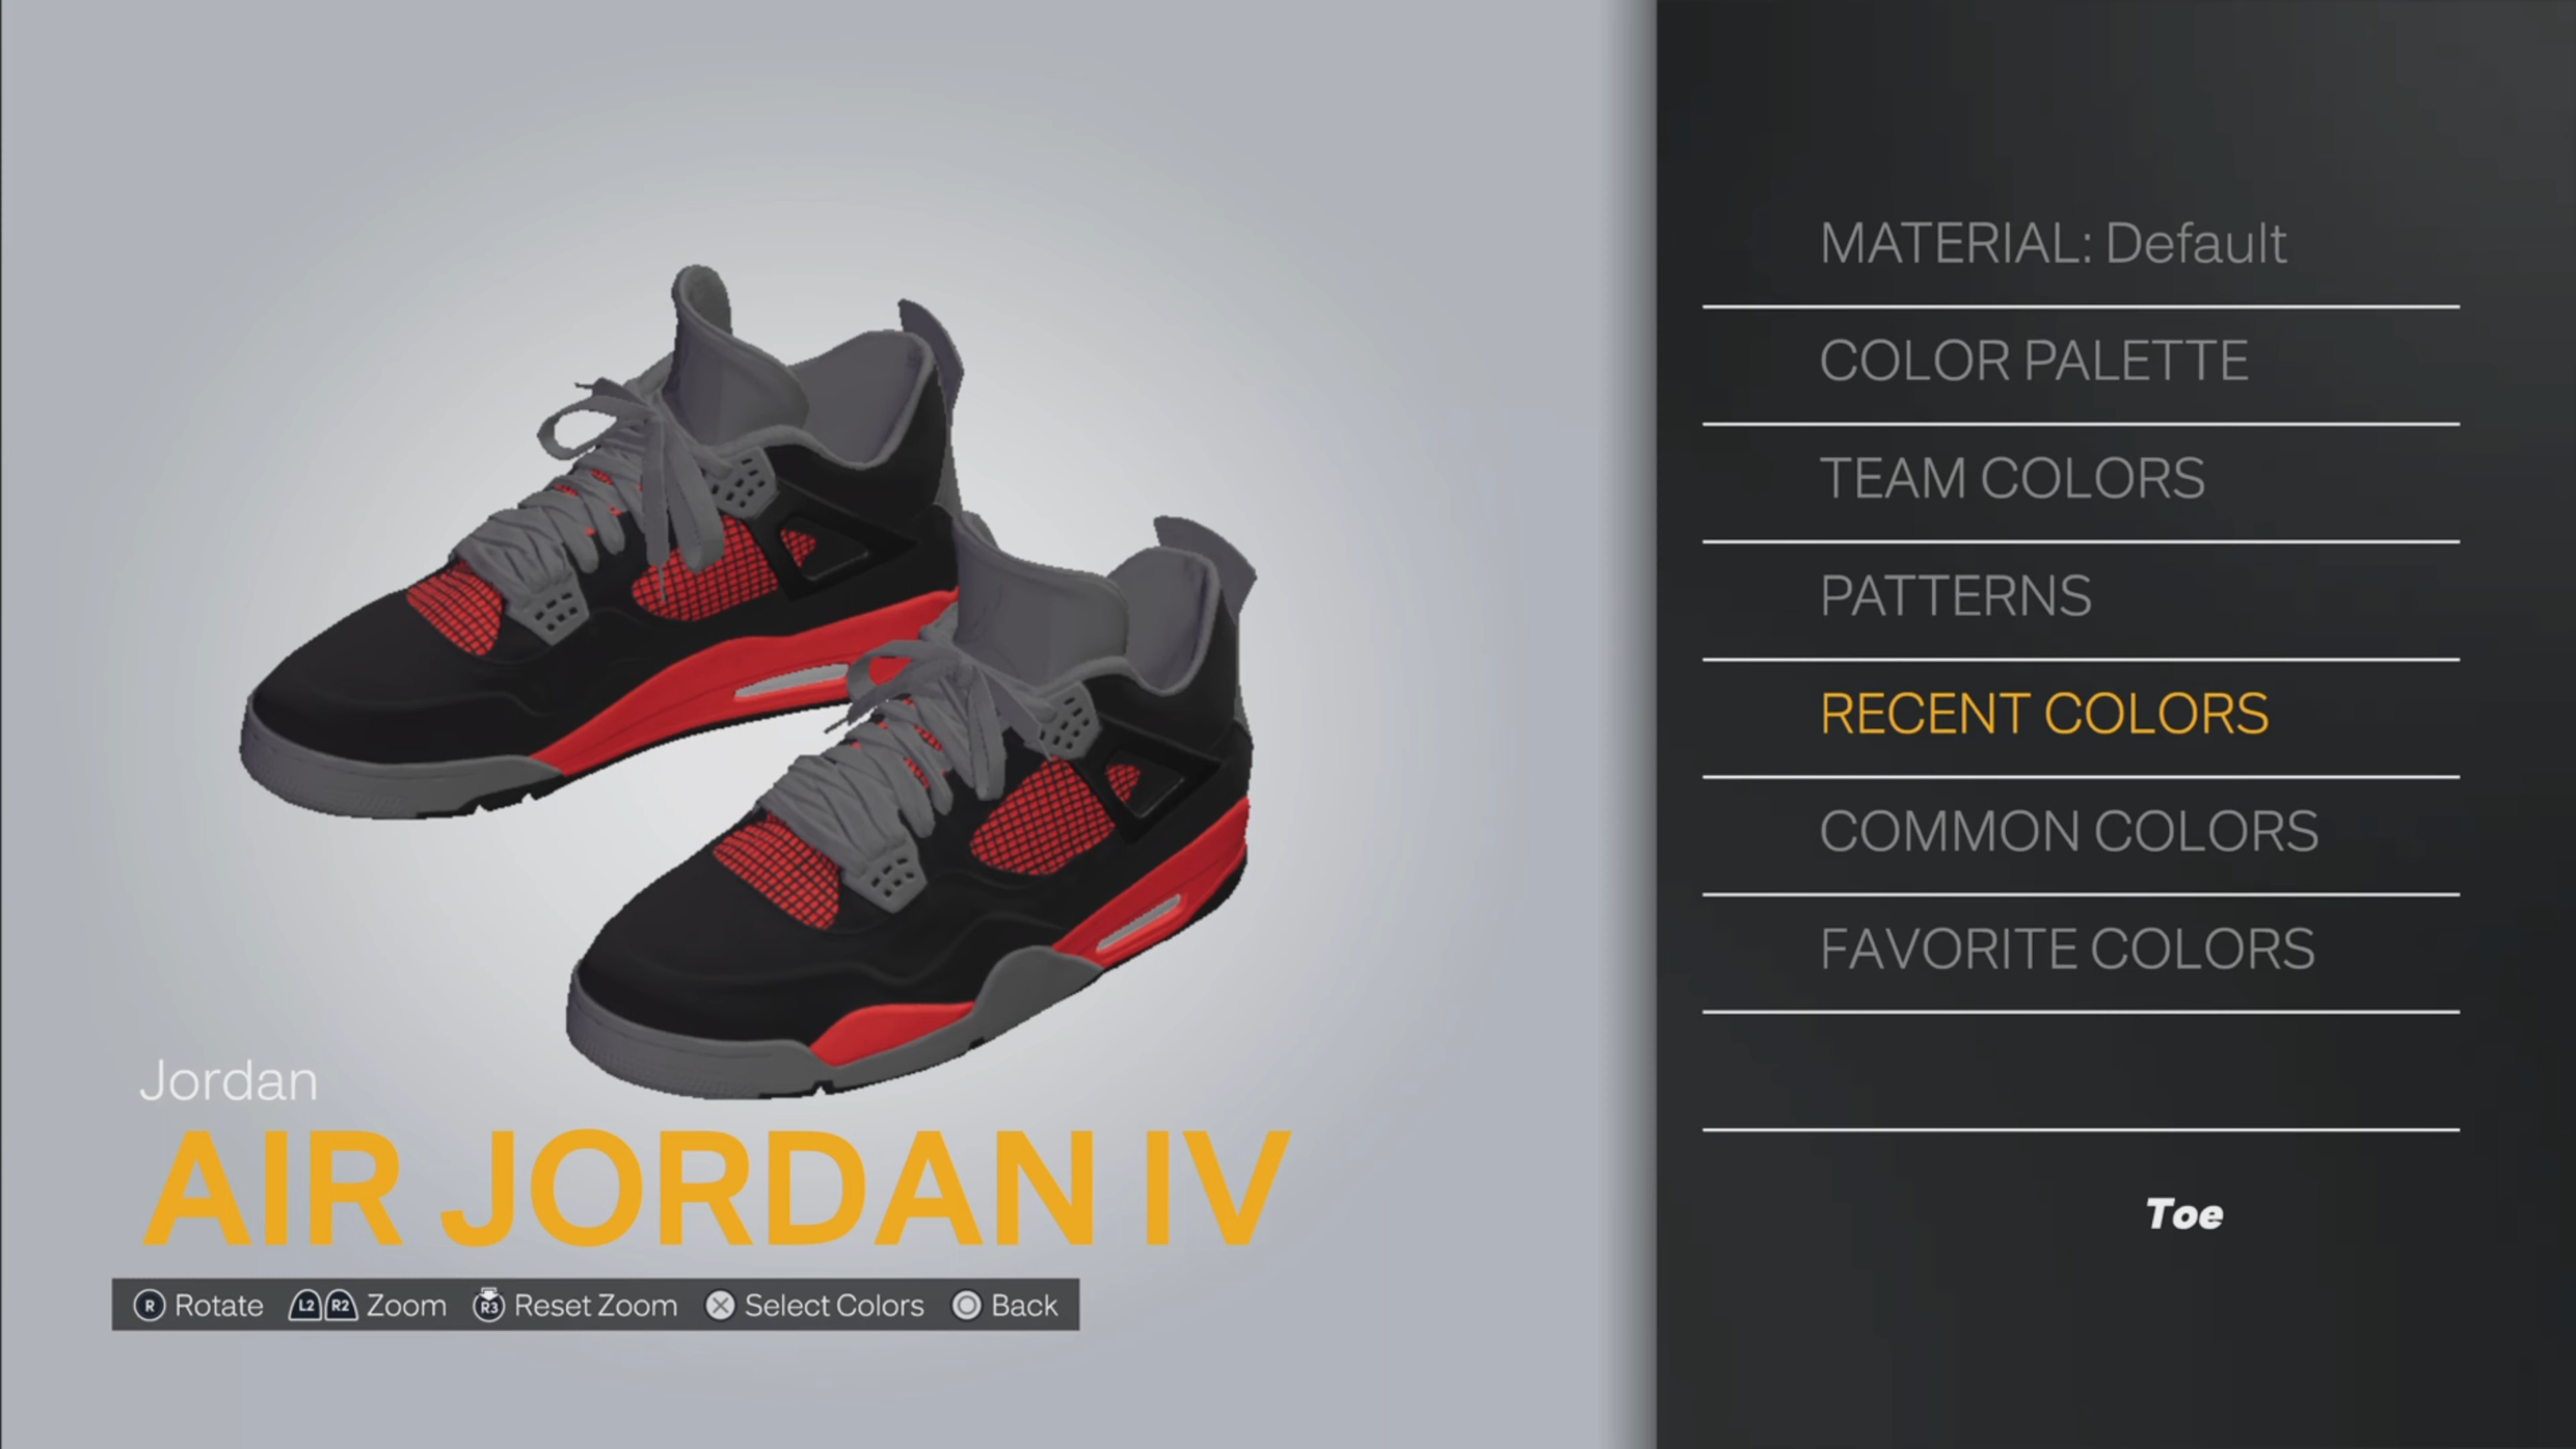 MATERIAL: Default
COLOR PALETTE
TEAM COLORS
PATTERNS
RECENT COLORS
COMMON COLORS
FAVORITE COLORS
Toe
Jordan
AIR JORDAN IV
R Rotate L2 R2 Zoom R3 Reset Zoom Select Colors Back